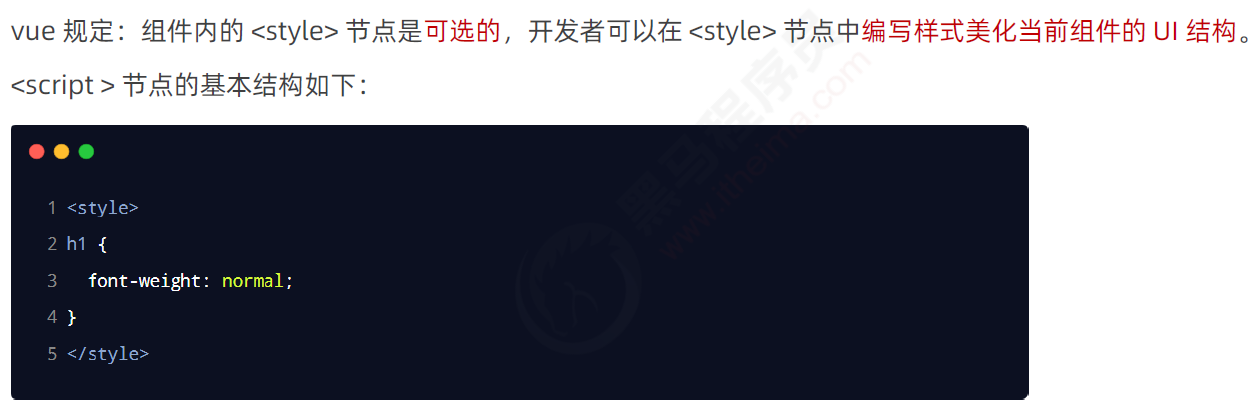 vue 规定：组件内的 <style> 节点是可选的，开发者可以在 <style> 节点中编写样式美化当前组件的 UI 结构。
<script > 节点的基本结构如下：
1 <style>
2 h1 {
3   font-weight: normal;
4 }
5 </style>
黑马程序员
www.itheima.com